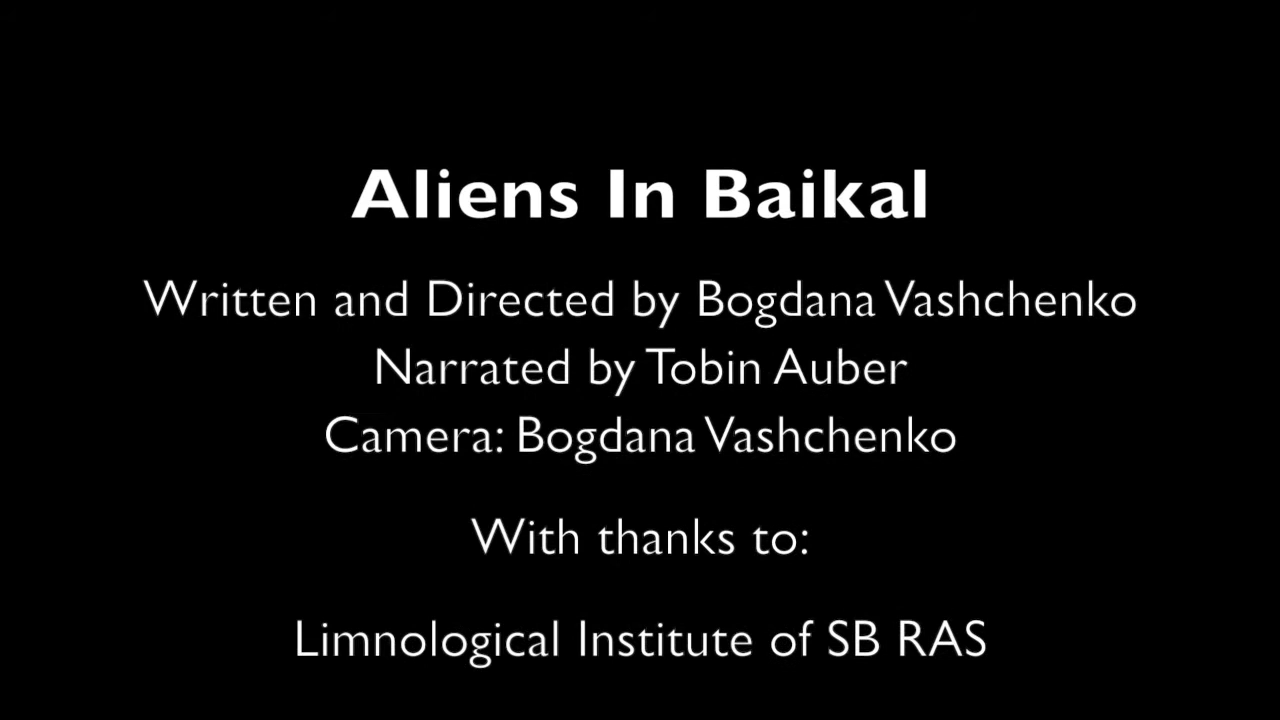 Aliens In Baikal
Written and Directed by Bogdana Vashchenko
Narrated by Tobin Auber
Camera: Bogdana Vashchenko
With thanks to:
Limnological Institute of SB RAS